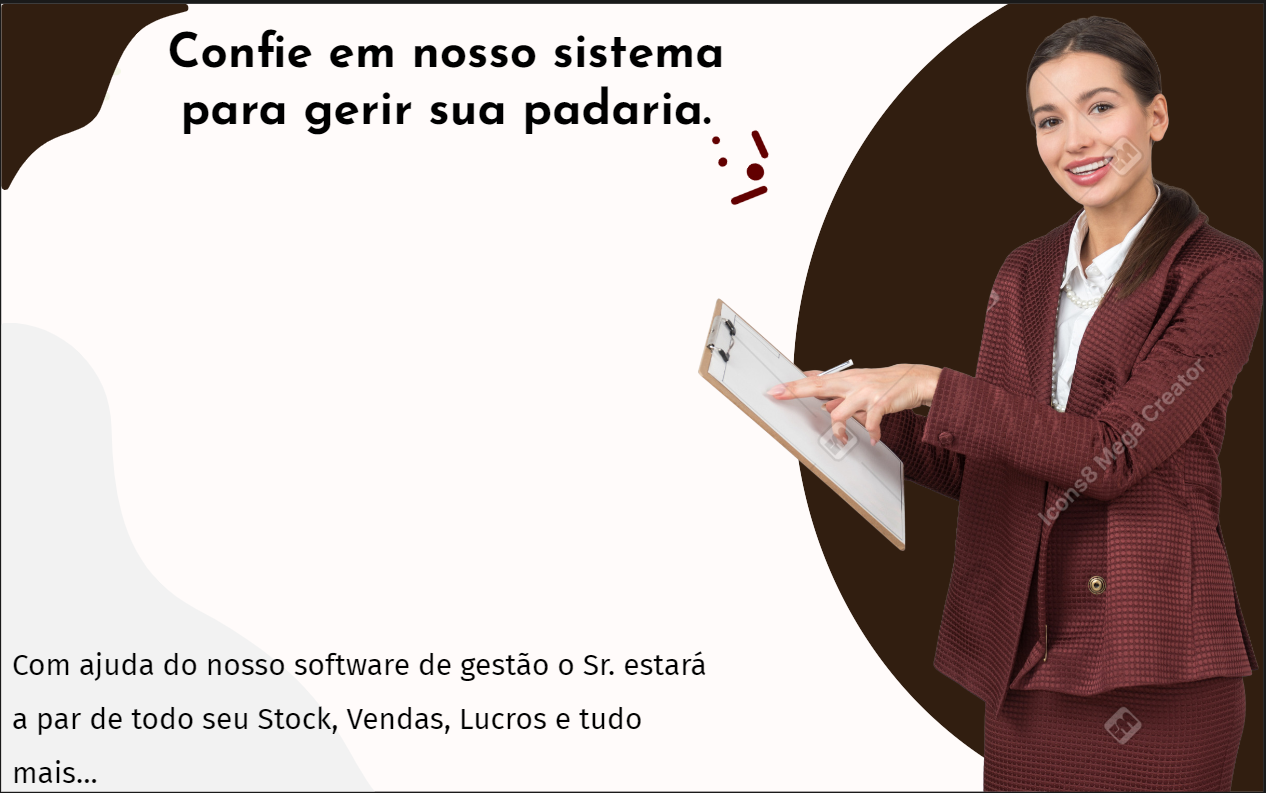 Confie em nosso sistema
para gerir sua padaria.
Com ajuda do nosso software de gestão o Sr. estará
a par de todo seu Stock, Vendas, Lucros e tudo
mais...
Icons8 Mega Creator